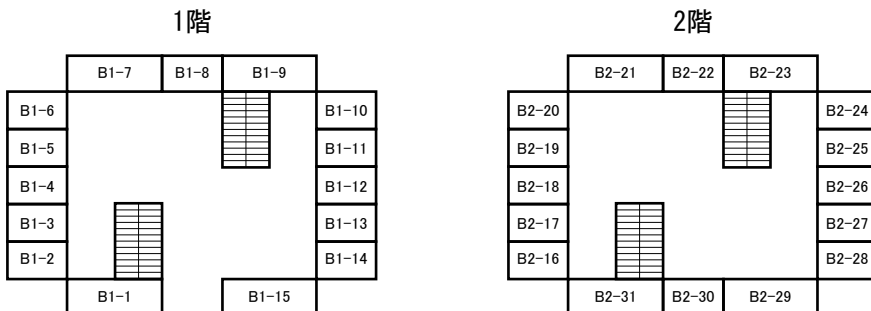 1階 2階
B1-7 B1-8 B1-9 B2-21 B2-22 B2-23
B1-6 B1-10 B2-20 B2-24
B1-5 B1-11 B2-19 B2-25
B1-4 B1-12 B2-18 B2-26
B1-3 B1-13 B2-17 B2-27
B1-2 B1-14 B2-16 B2-28
B1-1 B1-15 B2-31 B2-30 B2-29